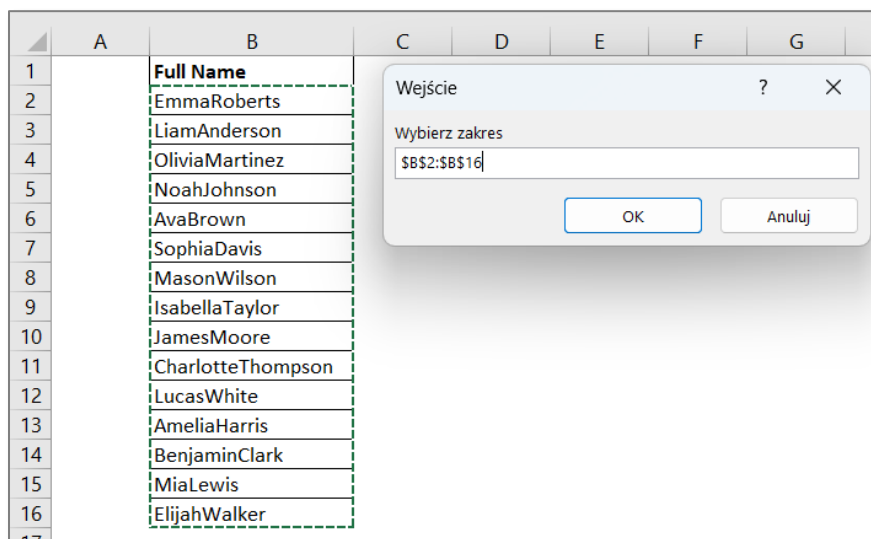 A B C D E F G
1 Full Name
2 EmmaRoberts
3 LiamAnderson
4 OliviaMartinez
5 NoahJohnson
6 AvaBrown
7 SophiaDavis
8 MasonWilson
9 IsabellaTaylor
10 JamesMoore
11 CharlotteThompson
12 LucasWhite
13 AmeliaHarris
14 BenjaminClark
15 MiaLewis
16 ElijahWalker
17
Wejście ?
Wybierz zakres
$B$2:$B$16
OK Anuluj